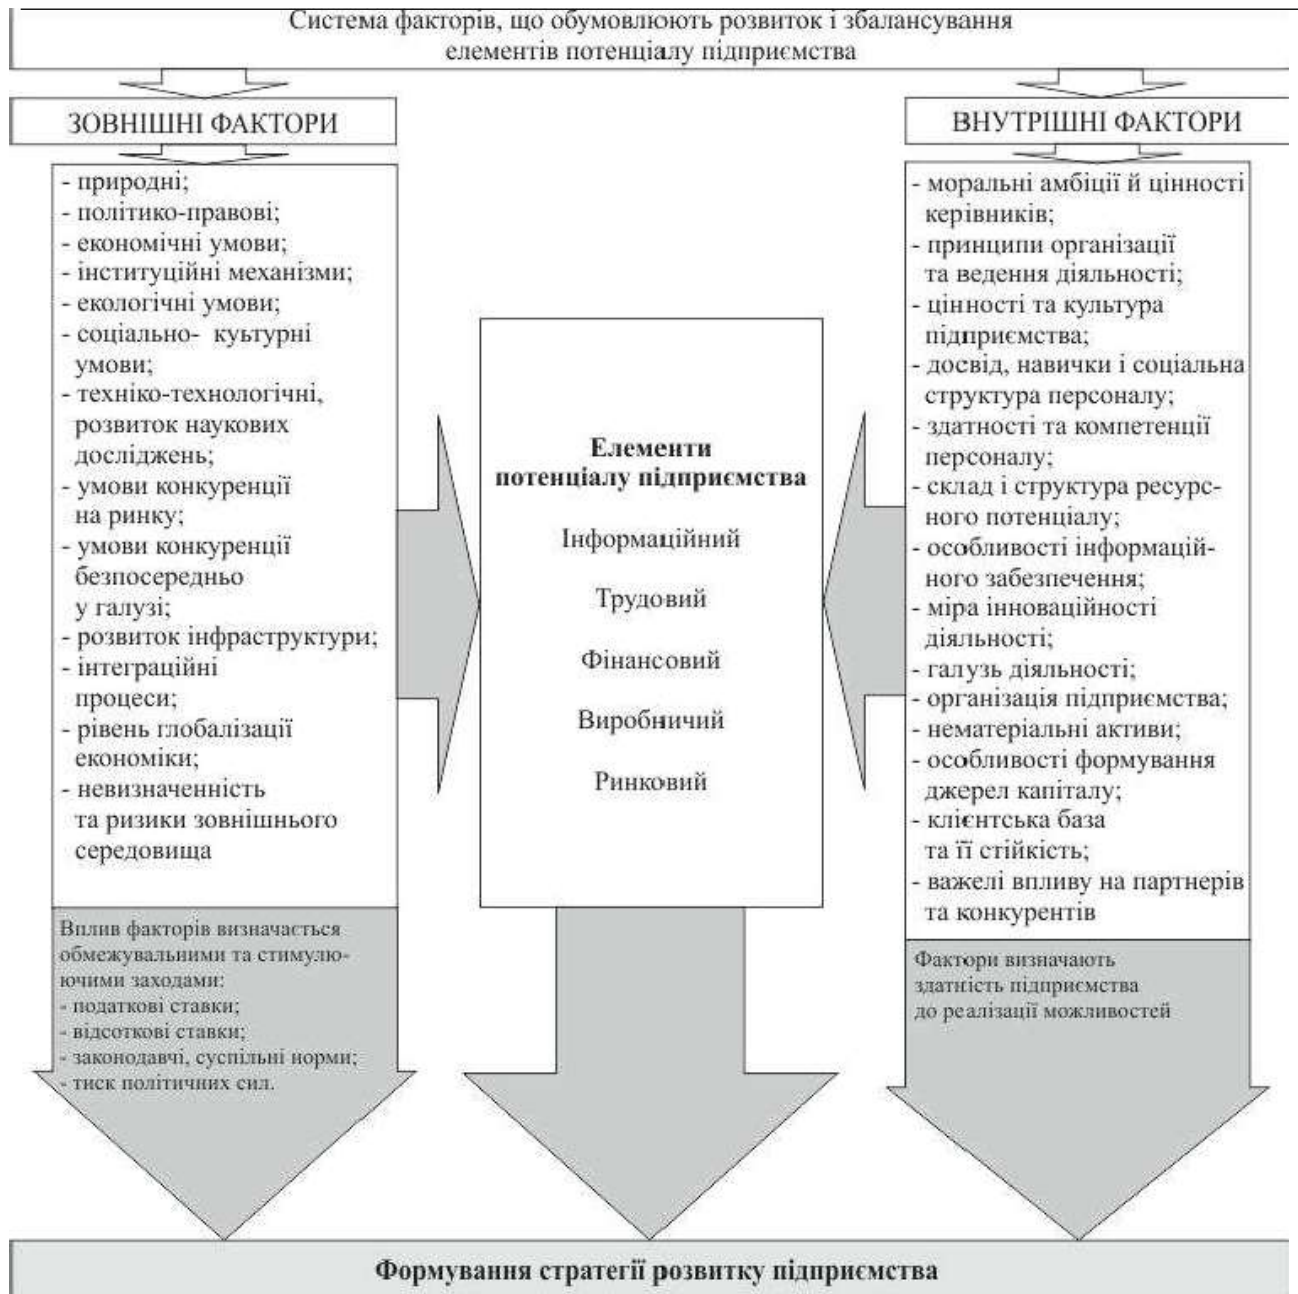 Система факторів, що обумовлюють розвиток і збалансування
елементів потенціалу підприємства
ЗОВНІШНІ ФАКТОРИ
- природні;
- політико-правові;
- економічні умови;
- інституційні механізми;
- екологічні умови;
- соціально- куьтурні
умови;
- техніко-технологічні,
розвиток наукових
досліджень;
- умови конкуренції
на ринку;
- умови конкуренції
безпосередньо
у галузі;
- розвиток інфраструктури;
- інтеграційні
процеси;
- рівень глобалізації
економіки;
- невизначенність
та ризики зовнішнього
середовища
Вплив факторів визначається
обмежувальними та стимулю-
ючими заходами:
- податкові ставки;
- відсоткові ставки;
- законодавчі, суспільні норми;
- тиск політичних сил.
Елементи
потенціалу підприємства
Інформаційний
Трудовий
Фінансовий
Виробничий
Ринковий
ВНУТРІШНІ ФАКТОРИ
- моральні амбіції й цінності
керівників;
- принципи організації
та ведення діяльності;
- цінності та культура
підприємства;
- досвід, навички і соціальна
структура персоналу;
- здатності та компетенції
персоналу;
- склад і структура ресурс-
ного потенціалу;
- особливості інформацій-
ного забезпечення;
- міра інноваційності
діяльності;
- галузь діяльності;
- організація підприємства;
- нематеріальні активи;
- особливості формування
джерел капіталу;
- клієнтська база
та її стійкість;
- важелі впливу на партнерів
та конкурентів
Фактори визначають
здатність підприємства
до реалізації можливостей
Формування стратегії розвитку підприємства